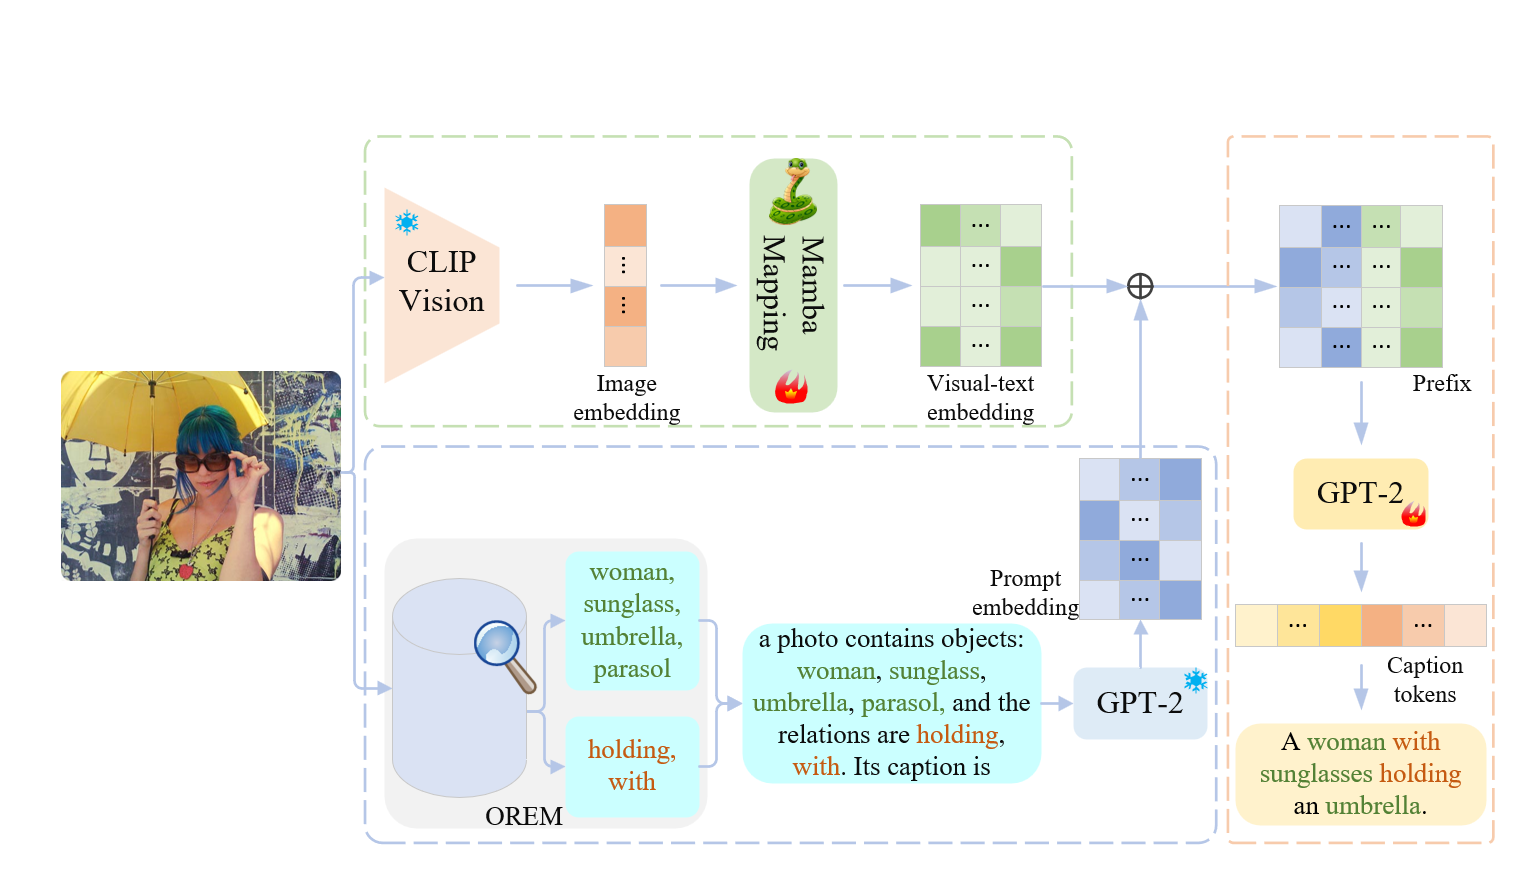 CLIP
Vision
Image
embedding
Mamba
Mapping
Visual-text
embedding
Prefix
GPT-2
Caption
tokens
A woman with
sunglasses holding
an umbrella.
woman,
sunglass,
umbrella,
parasol
holding,
with
OREM
a photo contains objects:
woman, sunglass,
umbrella, parasol, and the
relations are holding,
with. Its caption is
Prompt
embedding
GPT-2